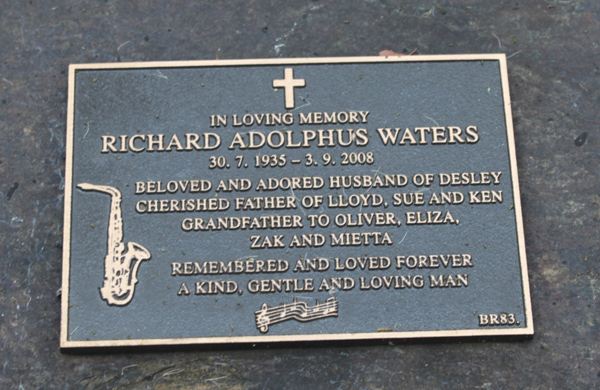 IN LOVING MEMORY
RICHARD ADOLPHUS WATERS
30. 7. 1935 – 3. 9. 2008
BELOVED AND ADORED HUSBAND OF DESLEY
CHERISHED FATHER OF LLOYD, SUE AND KEN
GRANDFATHER TO OLIVER, ELIZA,
ZAK AND MIETTA
REMEMBERED AND LOVED FOREVER
A KIND, GENTLE AND LOVING MAN
BR83.